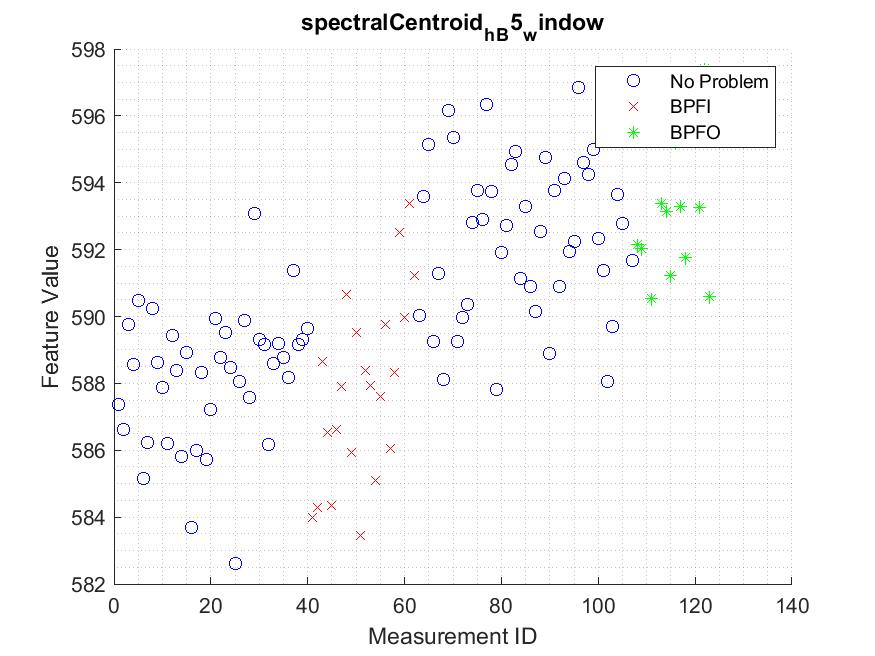 spectralCentroid_hB5_window
598
596
594
592
590
588
586
584
582
Feature Value
0 20 40 60 80 100 120 140
Measurement ID
No Problem
BPFI
BPFO